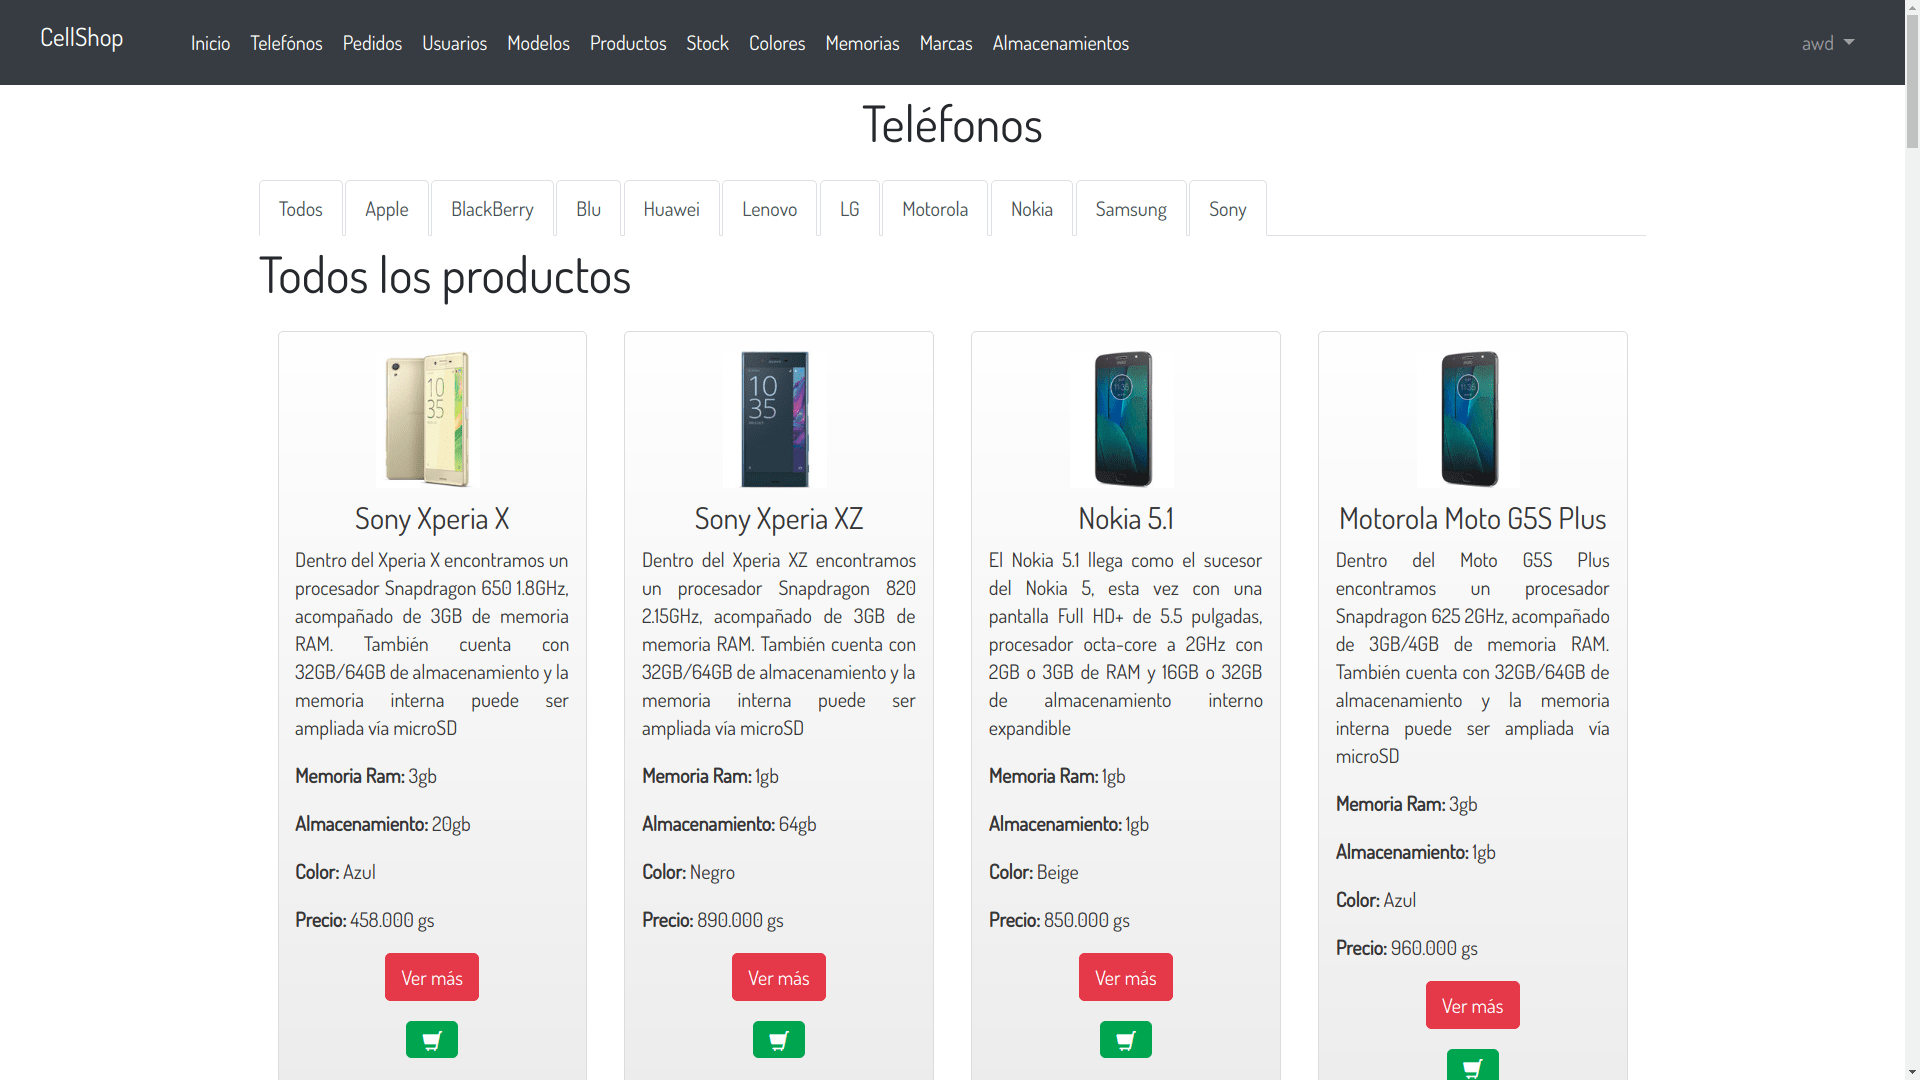 CellShop
Inicio Telefónos Pedidos Usuarios Modelos Productos Stock Colores Memorias Marcas Almacenamientos
awd
Teléfonos
Todos Apple BlackBerry Blu Huawei Lenovo LG Motorola Nokia Samsung Sony
Todos los productos
10
35
Sony Xperia X
Dentro del Xperia X encontramos un
procesador Snapdragon 650 1.8GHz,
acompañado de 3GB de memoria
RAM. También cuenta con
32GB/64GB de almacenamiento y la
memoria interna puede ser
ampliada vía microSD
Memoria Ram: 3gb
Almacenamiento: 20gb
Color: Azul
Precio: 458.000 gs
Ver más
10
35
Sony Xperia XZ
Dentro del Xperia XZ encontramos
un procesador Snapdragon 820
2.15GHz, acompañado de 3GB de
memoria RAM. También cuenta con
32GB/64GB de almacenamiento y la
memoria interna puede ser
ampliada vía microSD
Memoria Ram: 1gb
Almacenamiento: 64gb
Color: Negro
Precio: 890.000 gs
Ver más
11:35
Nokia 5.1
El Nokia 5.1 llega como el sucesor
del Nokia 5, esta vez con una
pantalla Full HD+ de 5.5 pulgadas,
procesador octa-core a 2GHz con
2GB o 3GB de RAM y 16GB o 32GB
de almacenamiento interno
expandible
Memoria Ram: 1gb
Almacenamiento: 1gb
Color: Beige
Precio: 850.000 gs
Ver más
11:35
Motorola Moto G5S Plus
Dentro del Moto G5S Plus
encontramos un procesador
Snapdragon 625 2GHz, acompañado
de 3GB/4GB de memoria RAM.
También cuenta con 32GB/64GB de
almacenamiento y la memoria
interna puede ser ampliada vía
microSD
Memoria Ram: 3gb
Almacenamiento: 1gb
Color: Azul
Precio: 960.000 gs
Ver más